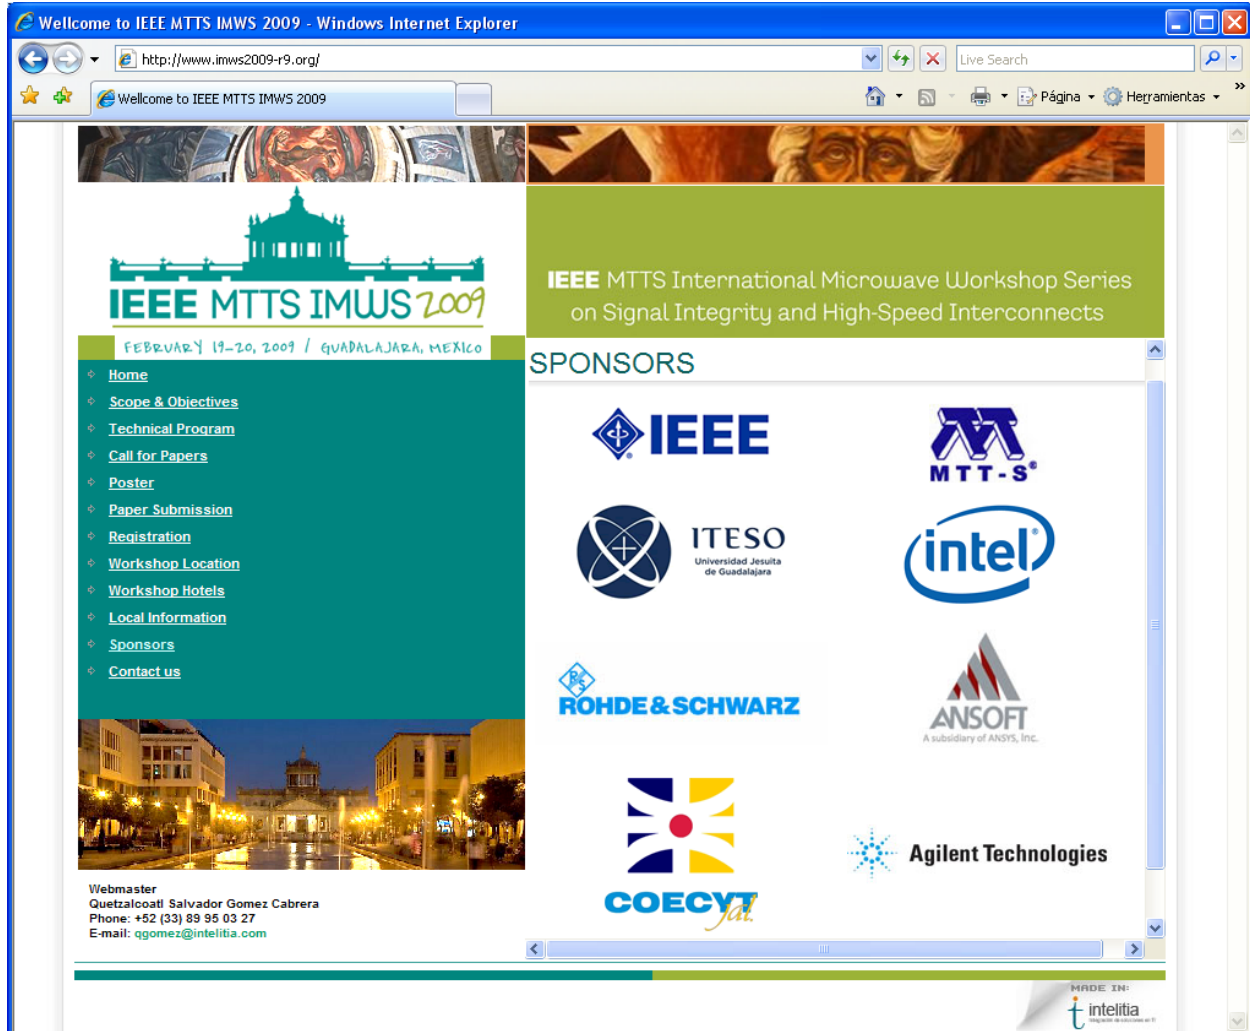 Wellcome to IEEE MTTS IMWS 2009 - Windows Internet Explorer
http://www.imws2009-r9.org/
Live Search
Wellcome to IEEE MTTS IMWS 2009
Página
Herramientas
IEEE MTTS IMWS 2009
FEBRUARY 19-20, 2009 / GUADALAJARA, MEXICO
IEEE MTTS International Microwave Workshop Series
on Signal Integrity and High-Speed Interconnects
Home
Scope & Objectives
Technical Program
Call for Papers
Poster
Paper Submission
Registration
Workshop Location
Workshop Hotels
Local Information
Sponsors
Contact us
Webmaster
Quetzalcoatl Salvador Gomez Cabrera
Phone: +52 (33) 89 95 03 27
E-mail: qgomez@intelitia.com
SPONSORS
IEEE
MTT-S®
ITESO
Universidad Jesuita
de Guadalajara
intel
R S
ROHDE & SCHWARZ
ANSOFT
A subsidiary of ANSYS, Inc.
COECYT
Jal.
Agilent Technologies
MADE IN:
intelitia